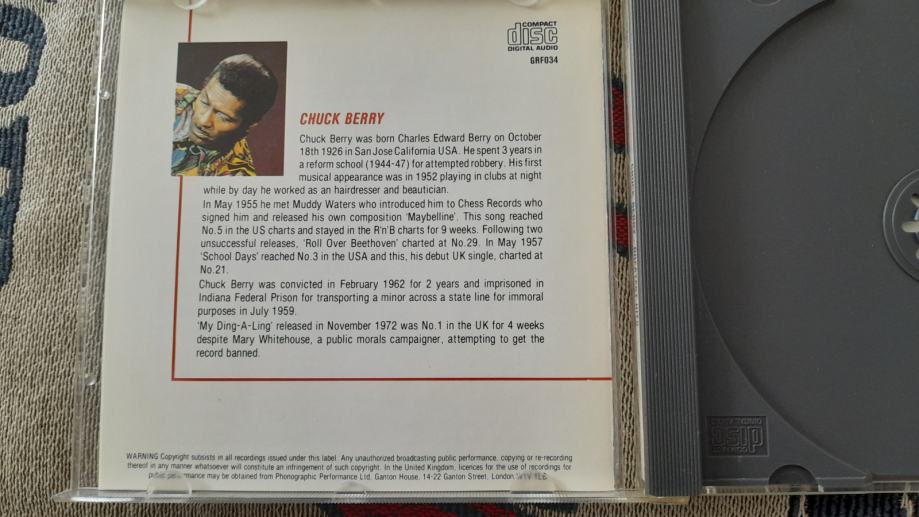 COMPACT
disc
DIGITAL AUDIO
GRF034
CHUCK BERRY
Chuck Berry was born Charles Edward Berry on October
18th 1926 in San Jose California USA. He spent 3 years in
a reform school (1944-47) for attempted robbery. His first
musical appearance was in 1952 playing in clubs at night
while by day he worked as an hairdresser and beautician.
In May 1955 he met Muddy Waters who introduced him to Chess Records who
signed him and released his own composition 'Maybelline'. This song reached
No.5 in the US charts and stayed in the R'n'B charts for 9 weeks. Following two
unsuccessful releases, 'Roll Over Beethoven' charted at No.29. In May 1957
'School Days' reached No.3 in the USA and this, his debut UK single, charted at
No.21.
Chuck Berry was convicted in February 1962 for 2 years and imprisoned in
Indiana Federal Prison for transporting a minor across a state line for immoral
purposes in July 1959.
'My Ding-A-Ling' released in November 1972 was No.1 in the UK for 4 weeks
despite Mary Whitehouse, a public morals campaigner, attempting to get the
record banned.
WARNING Copyright subsists in all recordings issued under this label. Any unauthorized broadcasting public performance, copying or re-recording
thereof in any manner whatsoever will constitute an infringement of such copyright. In the United Kingdom, licences for the use of recordings for
public performance may be obtained from Phonographic Performance Ltd, Ganton House, 14-22 Ganton Street, London